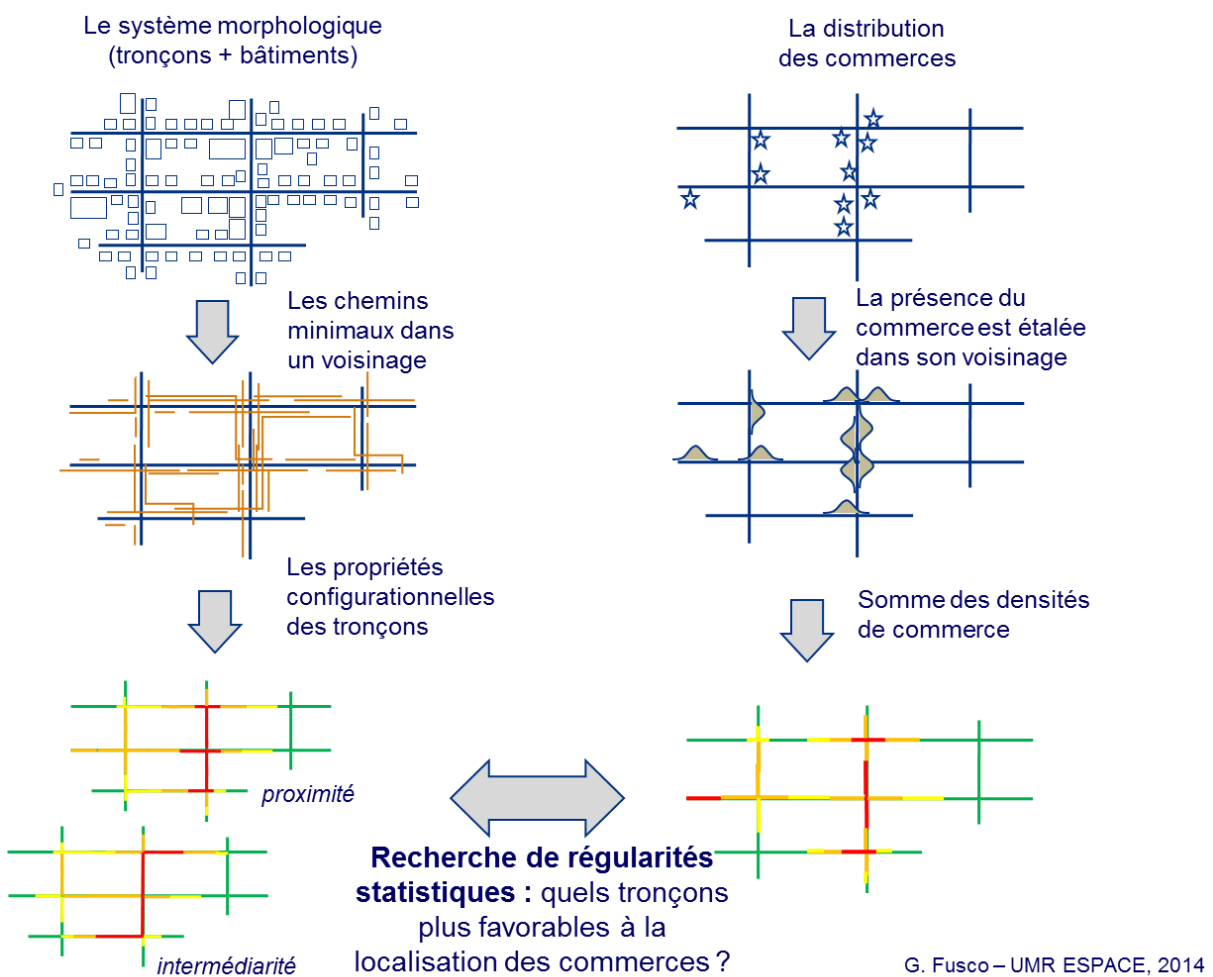 Le système morphologique
(tronçons + bâtiments)
La distribution
des commerces
Les chemins
minimaux dans
un voisinage
La présence du
commerce est étalée
dans son voisinage
Les propriétés
configurationnelles
des tronçons
Somme des densités
de commerce
proximité
intermédiarité
Recherche de régularités
statistiques : quels tronçons
plus favorables à la
localisation des commerces ?
G. Fusco – UMR ESPACE, 2014